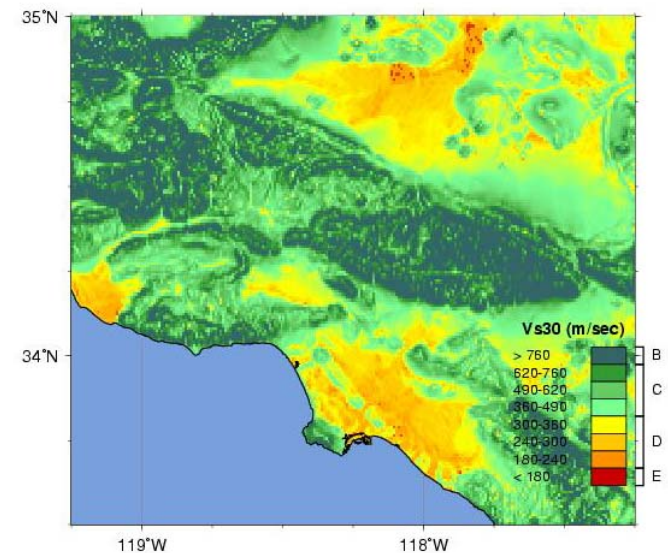 35°N
Vs30 (m/sec)
> 760 B
620-760
490-620 C
360-490
300-360
240-300 D
180-240
< 180 E
34°N
119°W 118°W